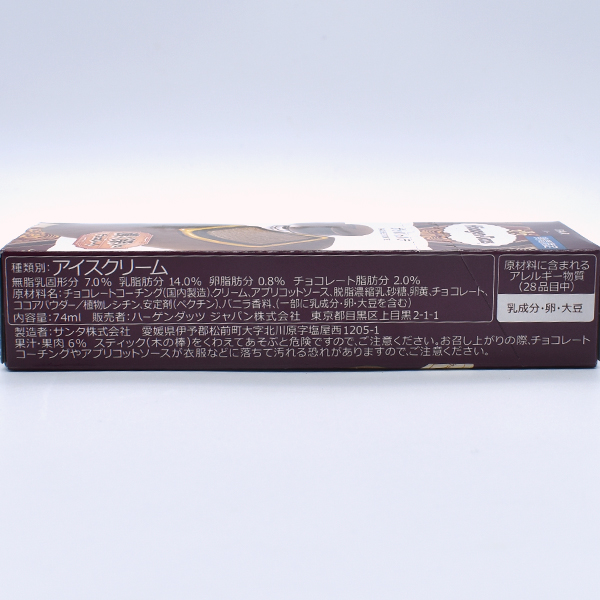 種類別:アイスクリーム
無脂乳固形分 7.0% 乳脂肪分 14.0% 卵脂肪分 0.8% チョコレート脂肪分 2.0%
原材料名:チョコレートコーチング(国内製造)、クリーム、アプリコットソース、脱脂濃縮乳、砂糖、卵黄、チョコレート、
ココアパウダー/植物レシチン、安定剤(ペクチン)、バニラ香料、(一部に乳成分・卵・大豆を含む)
内容量:74ml 販売者:ハーゲンダッツ ジャパン株式会社 東京都目黒区上目黒2-1-1
製造者:サンタ株式会社 愛媛県伊予郡松前町大字北川原字塩屋西1205-1
果汁・果肉6% スティック(木の棒)をくわえてあそぶと危険ですので、ご注意ください。お召し上がりの際、チョコレート
コーチングやアプリコットソースが衣服などに落ちて汚れる恐れがありますので、ご注意ください。
原材料に含まれる
アレルギー物質
(28品目中)
乳成分・卵・大豆